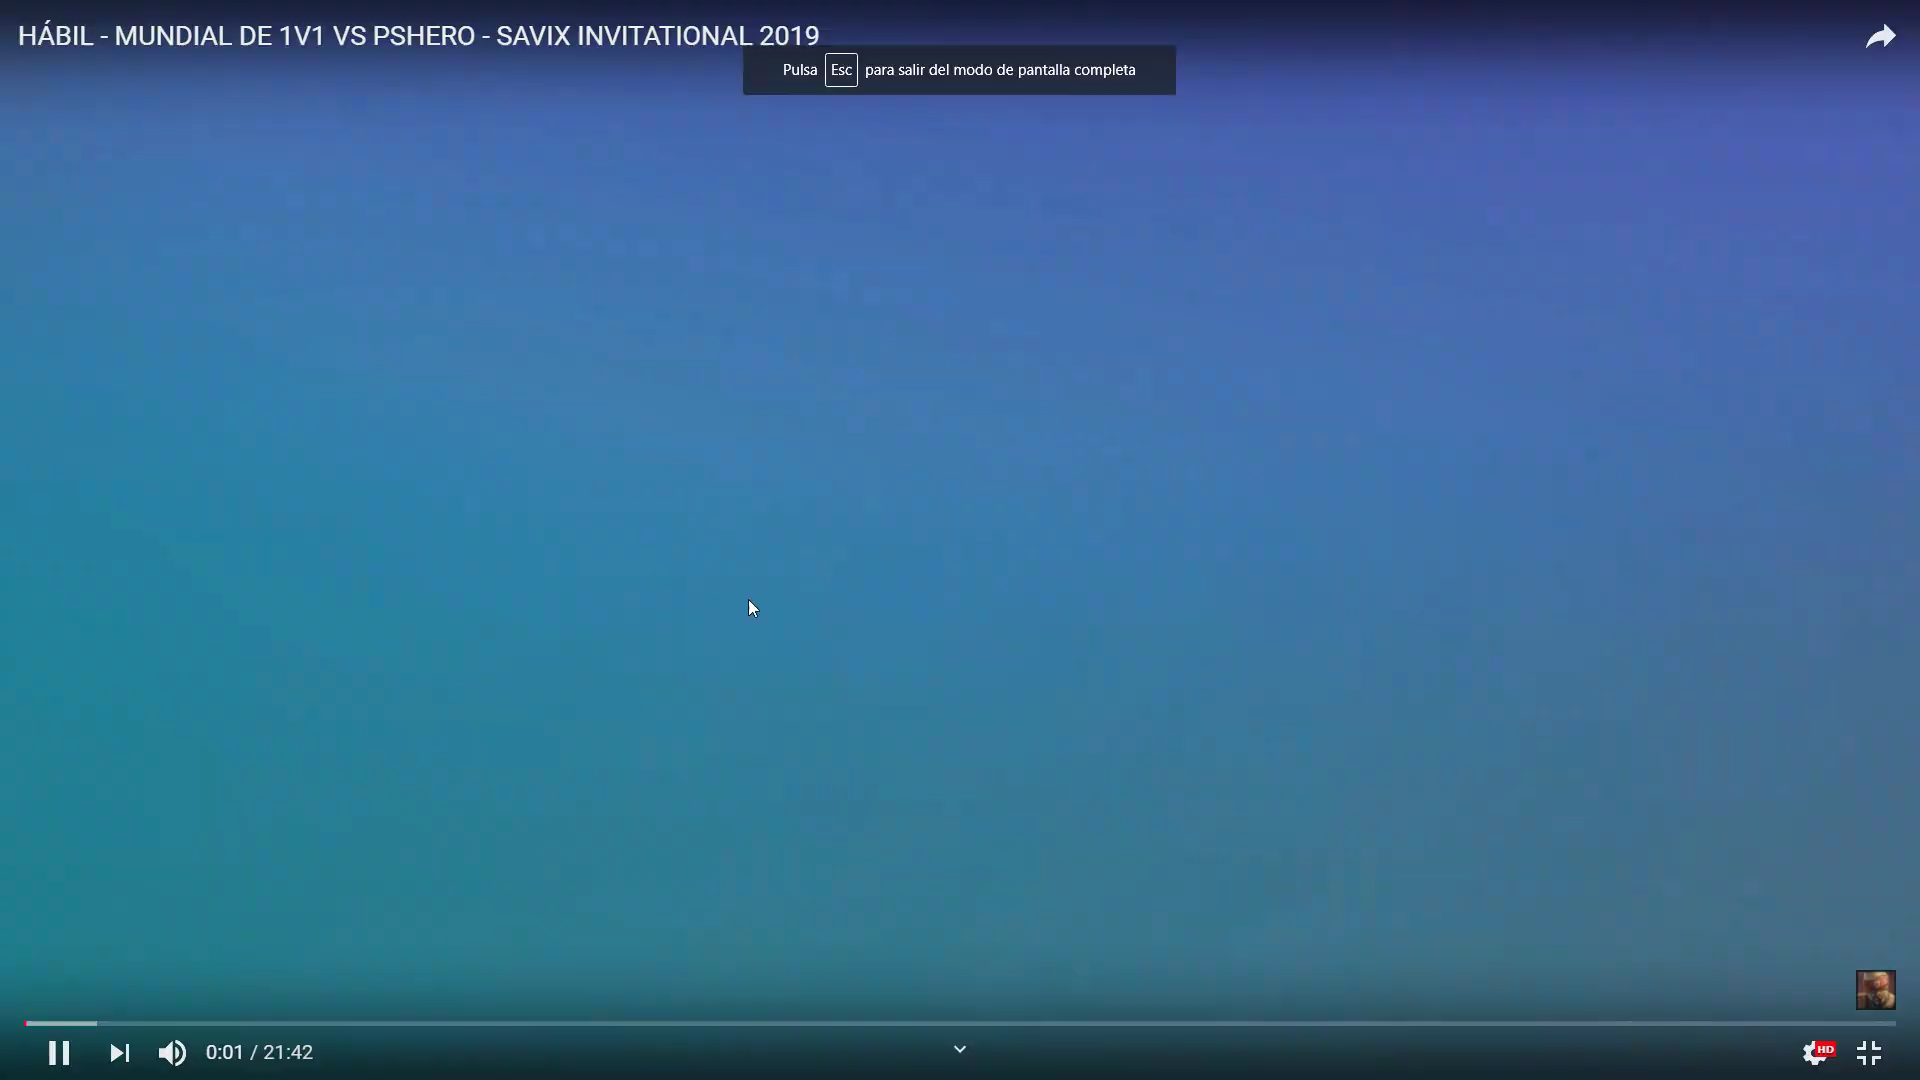 HÁBIL - MUNDIAL DE 1V1 VS PSHERO - SAVIX INVITATIONAL 2019
Pulsa Esc para salir del modo de pantalla completa
0:01 / 21:42
HD